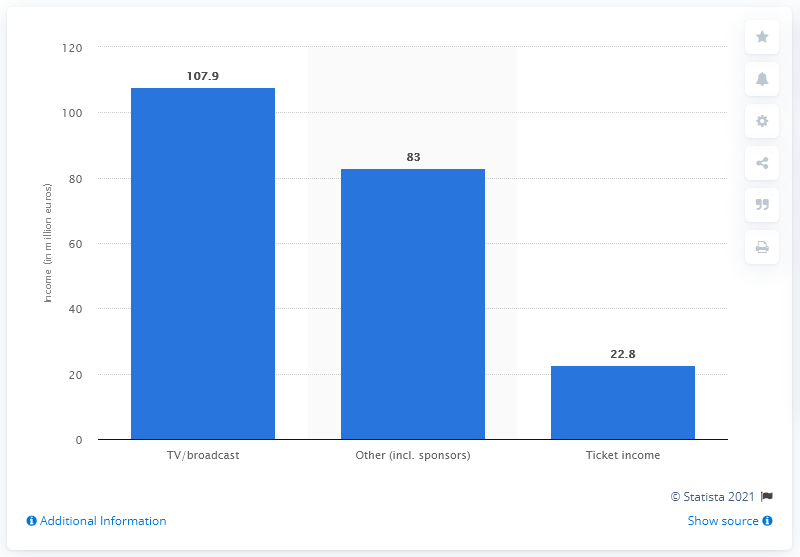 120
100
80
60
40
20
0
Income (in million euros)
107.9
83
22.8
TV/broadcast
Other (incl. sponsors)
Ticket income
© Statista 2021
Additional Information
Show source